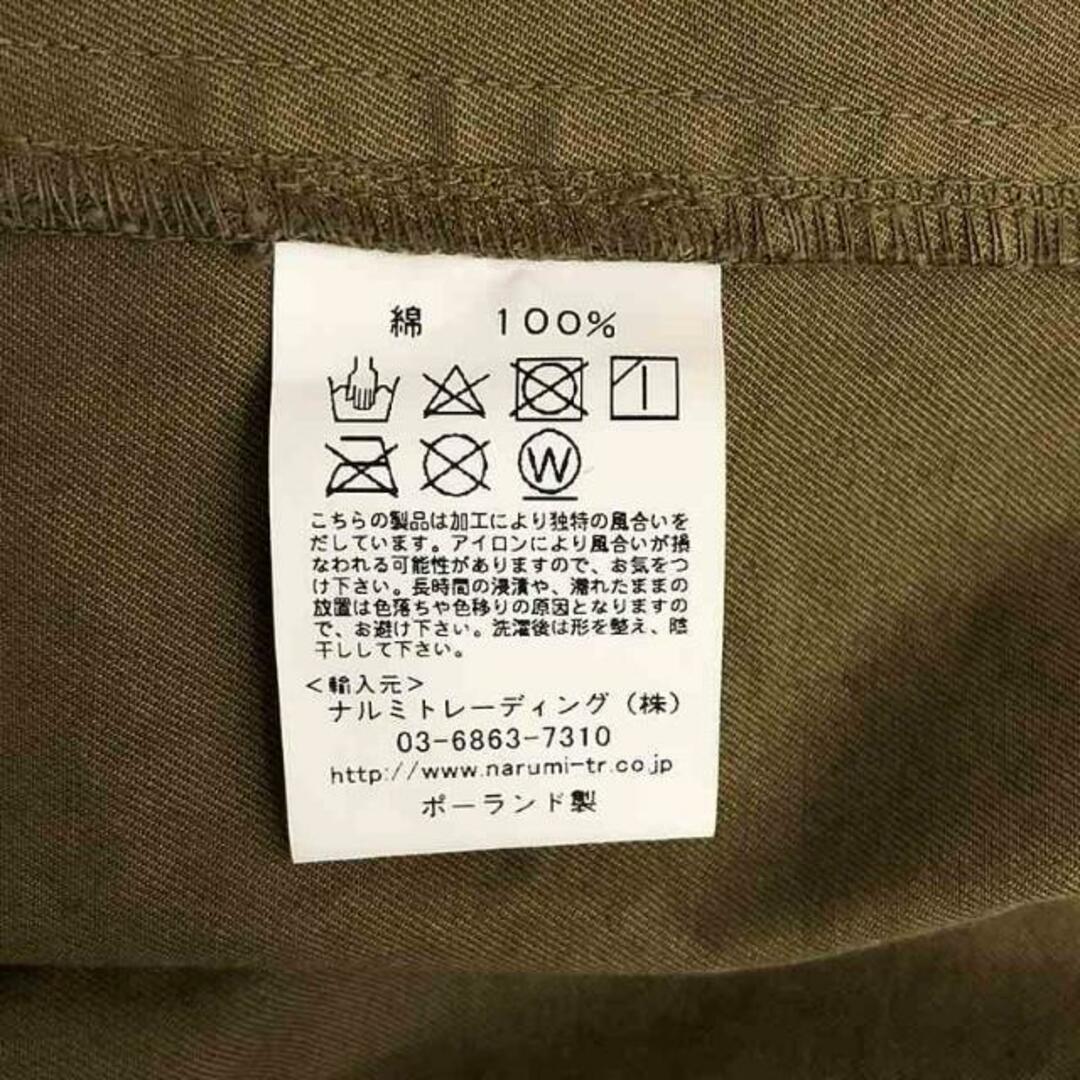 綿　100%
W
こちらの製品は加工により独特の風合いを
だしています。アイロンにより風合いが損
なわれる可能性がありますので、お気をつ
け下さい。長時間の浸漬や、濡れたままの
放置は色落ちや色移りの原因となりますの
で、お避け下さい。洗濯後は形を整え、陰
干しして下さい。
＜輸入元＞
ナルミトレーディング（株）
03-6863-7310
http://www.narumi-tr.co.jp
ポーランド製